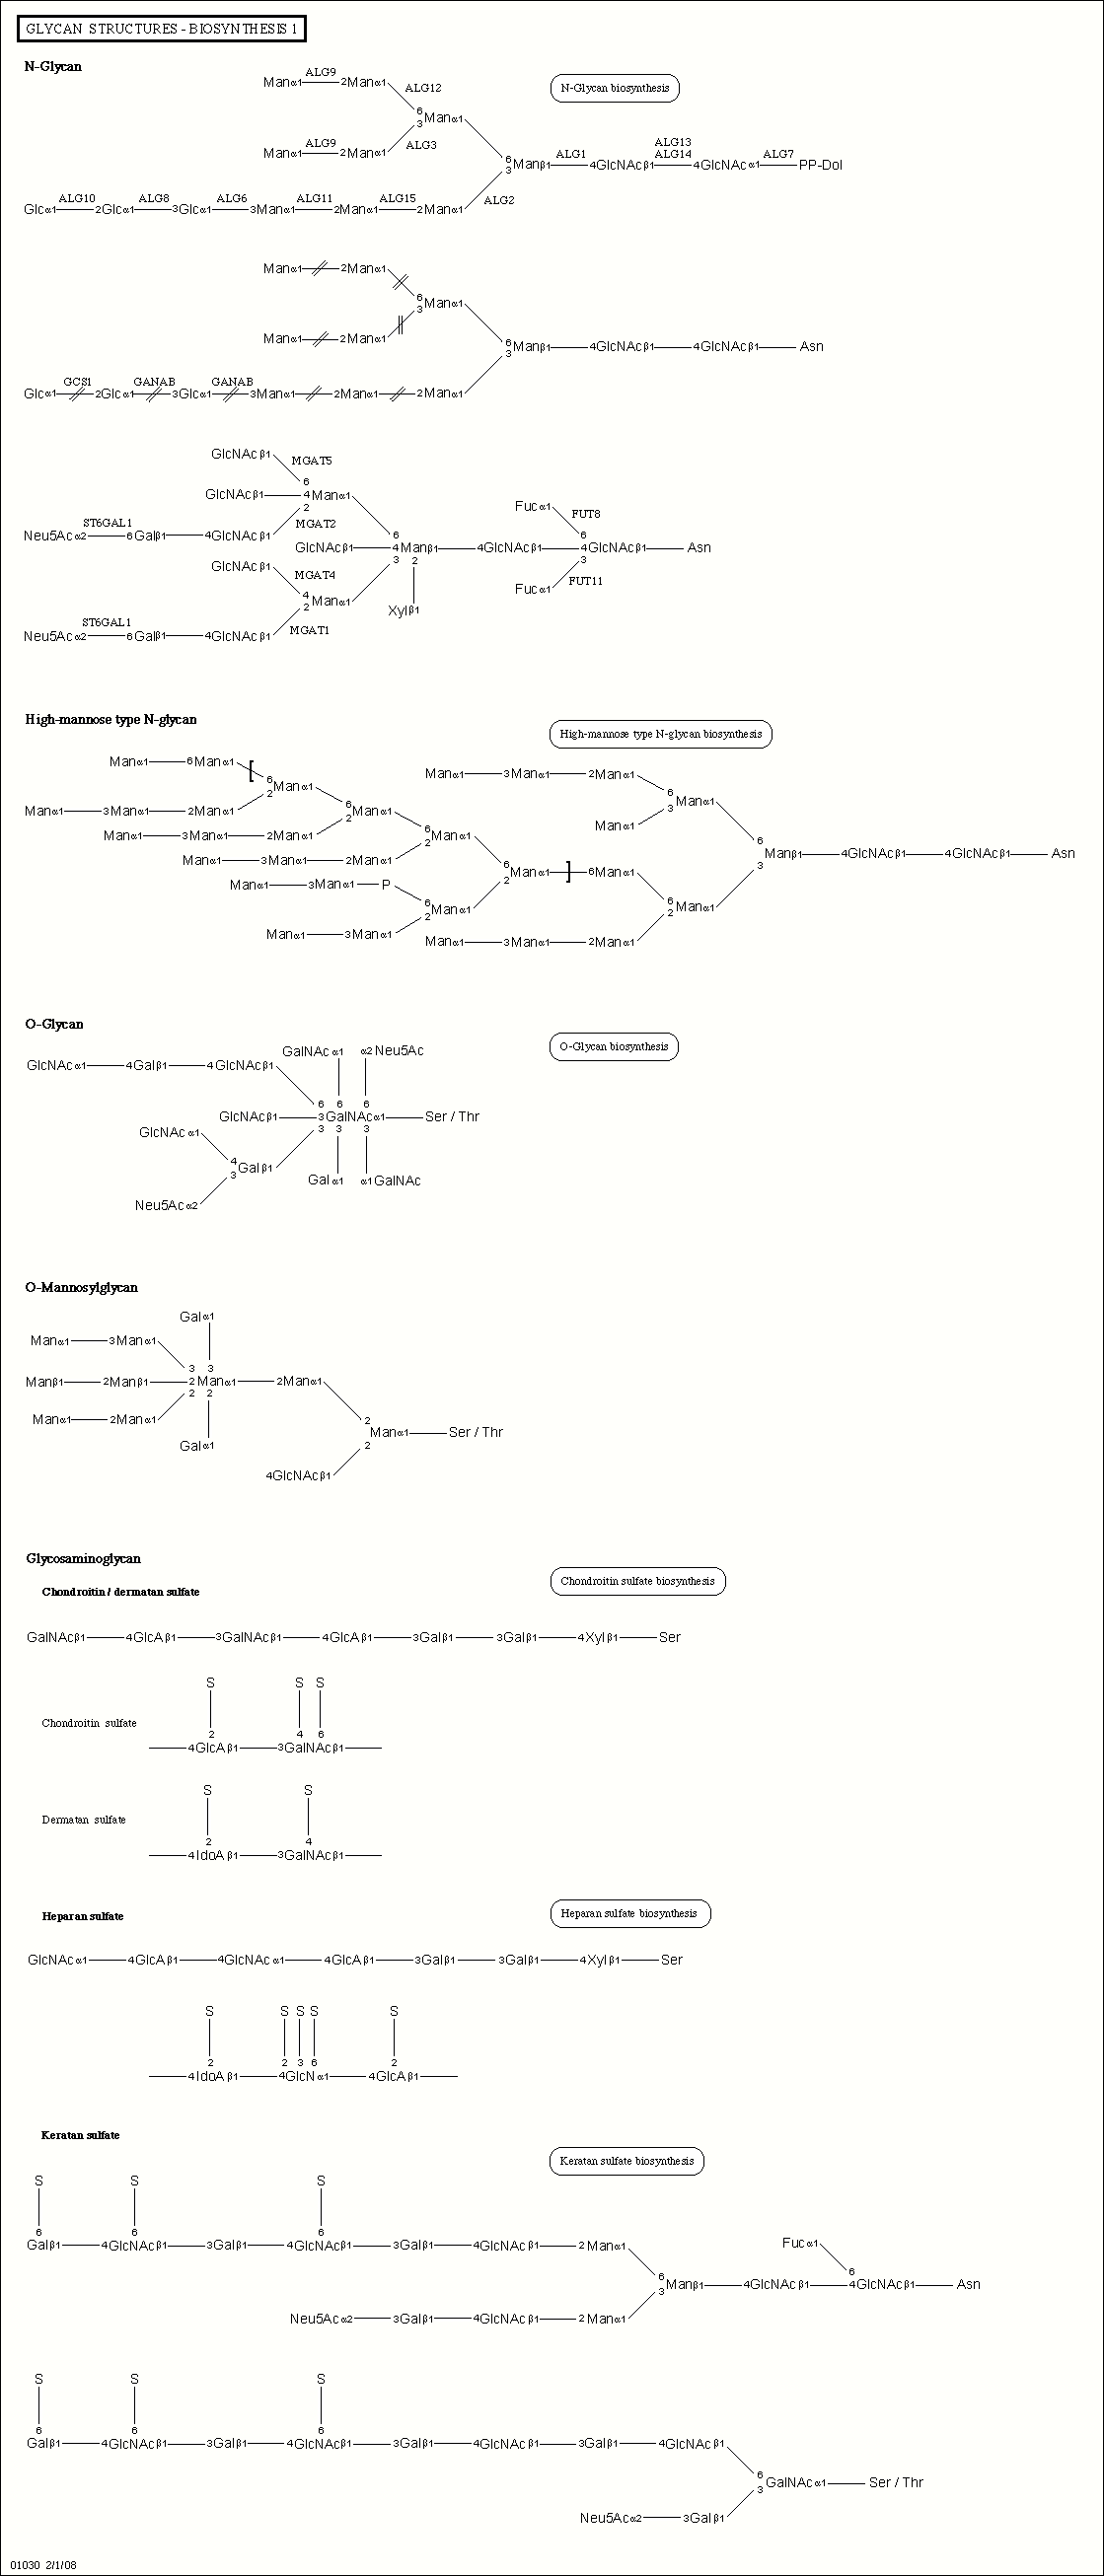 GLYCAN STRUCTURES - BIOSYNTHESIS 1
N-Glycan
N-Glycan biosynthesis
Manα1 ALG9 2Manα1 ALG12
6 3 Manα1
Manα1 ALG9 2Manα1 ALG3
6 3 Manβ1 ALG1 4GlcNAcβ1 ALG13 ALG14 4GlcNAcα1 ALG7 PP-Dol
Glcα1 ALG10 2Glcα1 ALG8 3Glcα1 ALG6 3Manα1 ALG11 2Manα1 ALG15 2Manα1 ALG2
Manα1 2Manα1
6 3 Manα1
Manα1 2Manα1
6 3 Manβ1 4GlcNAcβ1 4GlcNAcβ1 Asn
Glcα1 GCS1 2Glcα1 GANAB 3Glcα1 GANAB 3Manα1 2Manα1 2Manα1
GlcNAcβ1 MGAT5
GlcNAcβ1 6 4 2 Manα1
Neu5Acα2 ST6GAL1 6Galβ1 4GlcNAcβ1 MGAT2
Fucα1 FUT8
GlcNAcβ1 6 4 3 Manβ1 2 4GlcNAcβ1 6 4 3 GlcNAcβ1 Asn
GlcNAcβ1 MGAT4
Fucα1 FUT11
4 2 Manα1
Xylβ1
Neu5Acα2 ST6GAL1 6Galβ1 4GlcNAcβ1 MGAT1
High-mannose type N-glycan
High-mannose type N-glycan biosynthesis
Manα1 6Manα1 [
Manα1 3Manα1 2Manα1
6 2 Manα1
6 3 Manα1
Manα1 3Manα1 2Manα1
6 2 Manα1
Manα1
Manα1 3Manα1 2Manα1
6 2 Manα1
6 3 Manβ1 4GlcNAcβ1 4GlcNAcβ1 Asn
Manα1 3Manα1 2Manα1
6 2 Manα1 ] 6Manα1
Manα1 3Manα1 P
6 2 Manα1
6 2 Manα1
Manα1 3Manα1
Manα1 3Manα1 2Manα1
O-Glycan
O-Glycan biosynthesis
GalNAcα1 α2Neu5Ac
GlcNAcα1 4Galβ1 4GlcNAcβ1
6 6 6
GlcNAcβ1 3GalNAcα1 Ser / Thr
3 3 3
GlcNAcα1
4 3 Galβ1
Galα1 α1GalNAc
Neu5Acα2
O-Mannosylglycan
Galα1
Manα1 3Manα1
3 3
Manβ1 2Manβ1 2Manα1 2Manα1
2 2
Manα1 2Manα1
2 2 Manα1 Ser / Thr
Galα1
4GlcNAcβ1
Glycosaminoglycan
Chondroitin / dermatan sulfate
Chondroitin sulfate biosynthesis
GalNAcβ1 4GlcAβ1 3GalNAcβ1 4GlcAβ1 3Galβ1 3Galβ1 4Xylβ1 Ser
S S S
Chondroitin sulfate
2 4 6
4GlcAβ1 3GalNAcβ1
S S
Dermatan sulfate
2 4
4IdoAβ1 3GalNAcβ1
Heparan sulfate
Heparan sulfate biosynthesis
GlcNAcα1 4GlcAβ1 4GlcNAcα1 4GlcAβ1 3Galβ1 3Galβ1 4Xylβ1 Ser
S S S S S
2 2 3 6 2
4IdoAβ1 4GlcNα1 4GlcAβ1
Keratan sulfate
Keratan sulfate biosynthesis
S S S
6 6 6
Galβ1 4GlcNAcβ1 3Galβ1 4GlcNAcβ1 3Galβ1 4GlcNAcβ1 2Manα1
Fucα1
6 3 Manβ1 4GlcNAcβ1 6 4GlcNAcβ1 Asn
Neu5Acα2 3Galβ1 4GlcNAcβ1 2Manα1
S S S
6 6 6
Galβ1 4GlcNAcβ1 3Galβ1 4GlcNAcβ1 3Galβ1 4GlcNAcβ1 3Galβ1 4GlcNAcβ1
6 3 GalNAcα1 Ser / Thr
Neu5Acα2 3Galβ1
01030 2/1/08